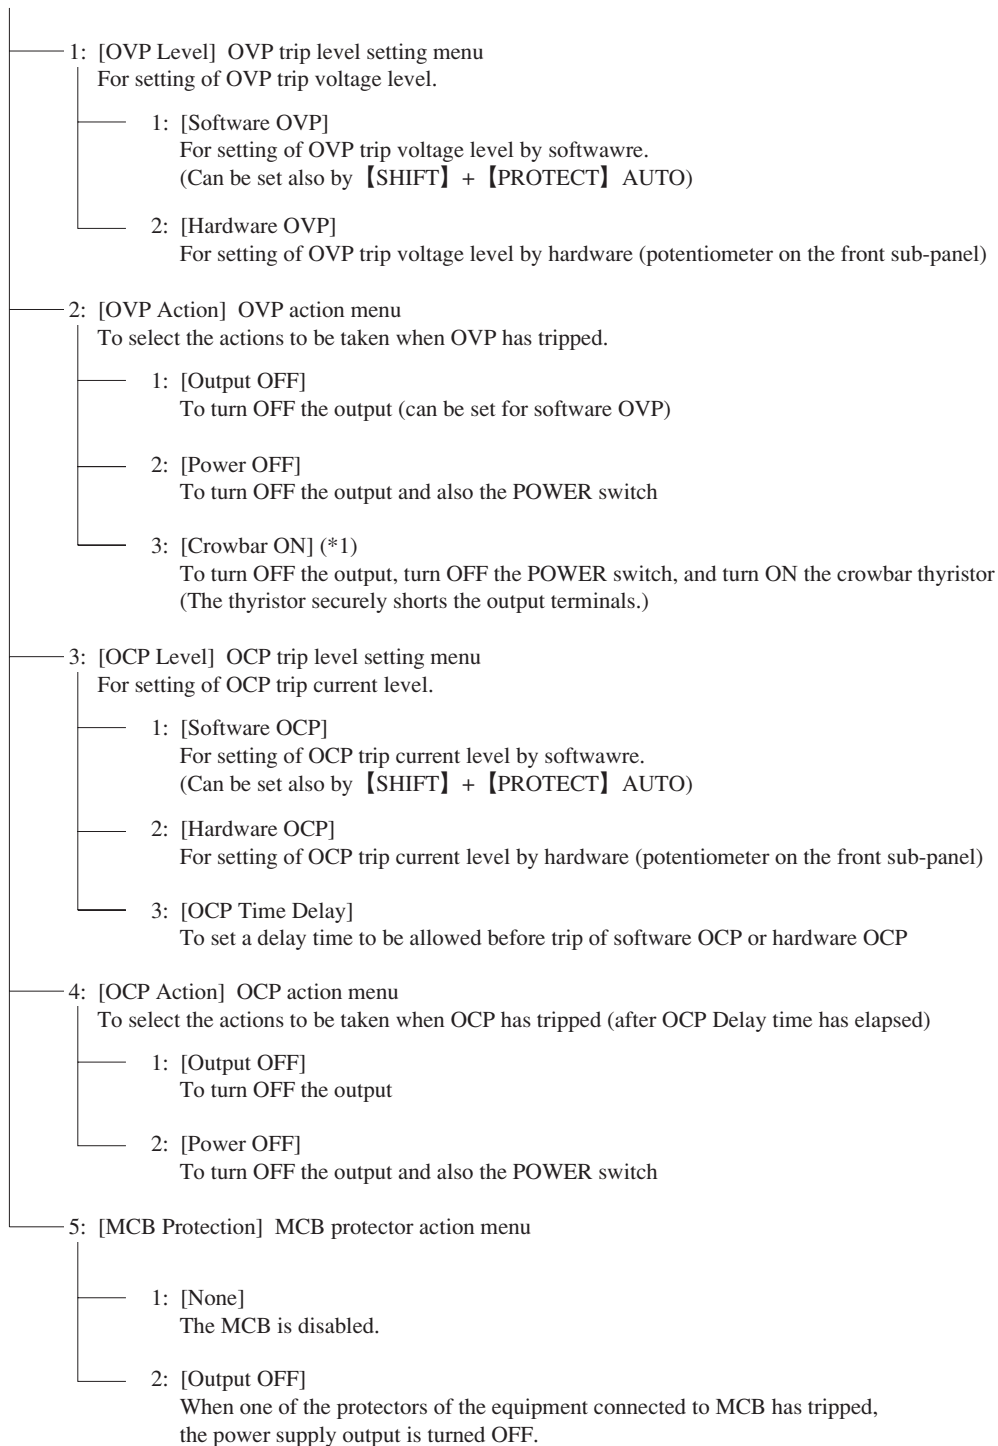 1: [OVP Level] OVP trip level setting menu
For setting of OVP trip voltage level.
1: [Software OVP]
For setting of OVP trip voltage level by softwawre.
(Can be set also by 【SHIFT】 + 【PROTECT】 AUTO)
2: [Hardware OVP]
For setting of OVP trip voltage level by hardware (potentiometer on the front sub-panel)
2: [OVP Action] OVP action menu
To select the actions to be taken when OVP has tripped.
1: [Output OFF]
To turn OFF the output (can be set for software OVP)
2: [Power OFF]
To turn OFF the output and also the POWER switch
3: [Crowbar ON] (*1)
To turn OFF the output, turn OFF the POWER switch, and turn ON the crowbar thyristor
(The thyristor securely shorts the output terminals.)
3: [OCP Level] OCP trip level setting menu
For setting of OCP trip current level.
1: [Software OCP]
For setting of OCP trip current level by softwawre.
(Can be set also by 【SHIFT】 + 【PROTECT】 AUTO)
2: [Hardware OCP]
For setting of OCP trip current level by hardware (potentiometer on the front sub-panel)
3: [OCP Time Delay]
To set a delay time to be allowed before trip of software OCP or hardware OCP
4: [OCP Action] OCP action menu
To select the actions to be taken when OCP has tripped (after OCP Delay time has elapsed)
1: [Output OFF]
To turn OFF the output
2: [Power OFF]
To turn OFF the output and also the POWER switch
5: [MCB Protection] MCB protector action menu
1: [None]
The MCB is disabled.
2: [Output OFF]
When one of the protectors of the equipment connected to MCB has tripped,
the power supply output is turned OFF.